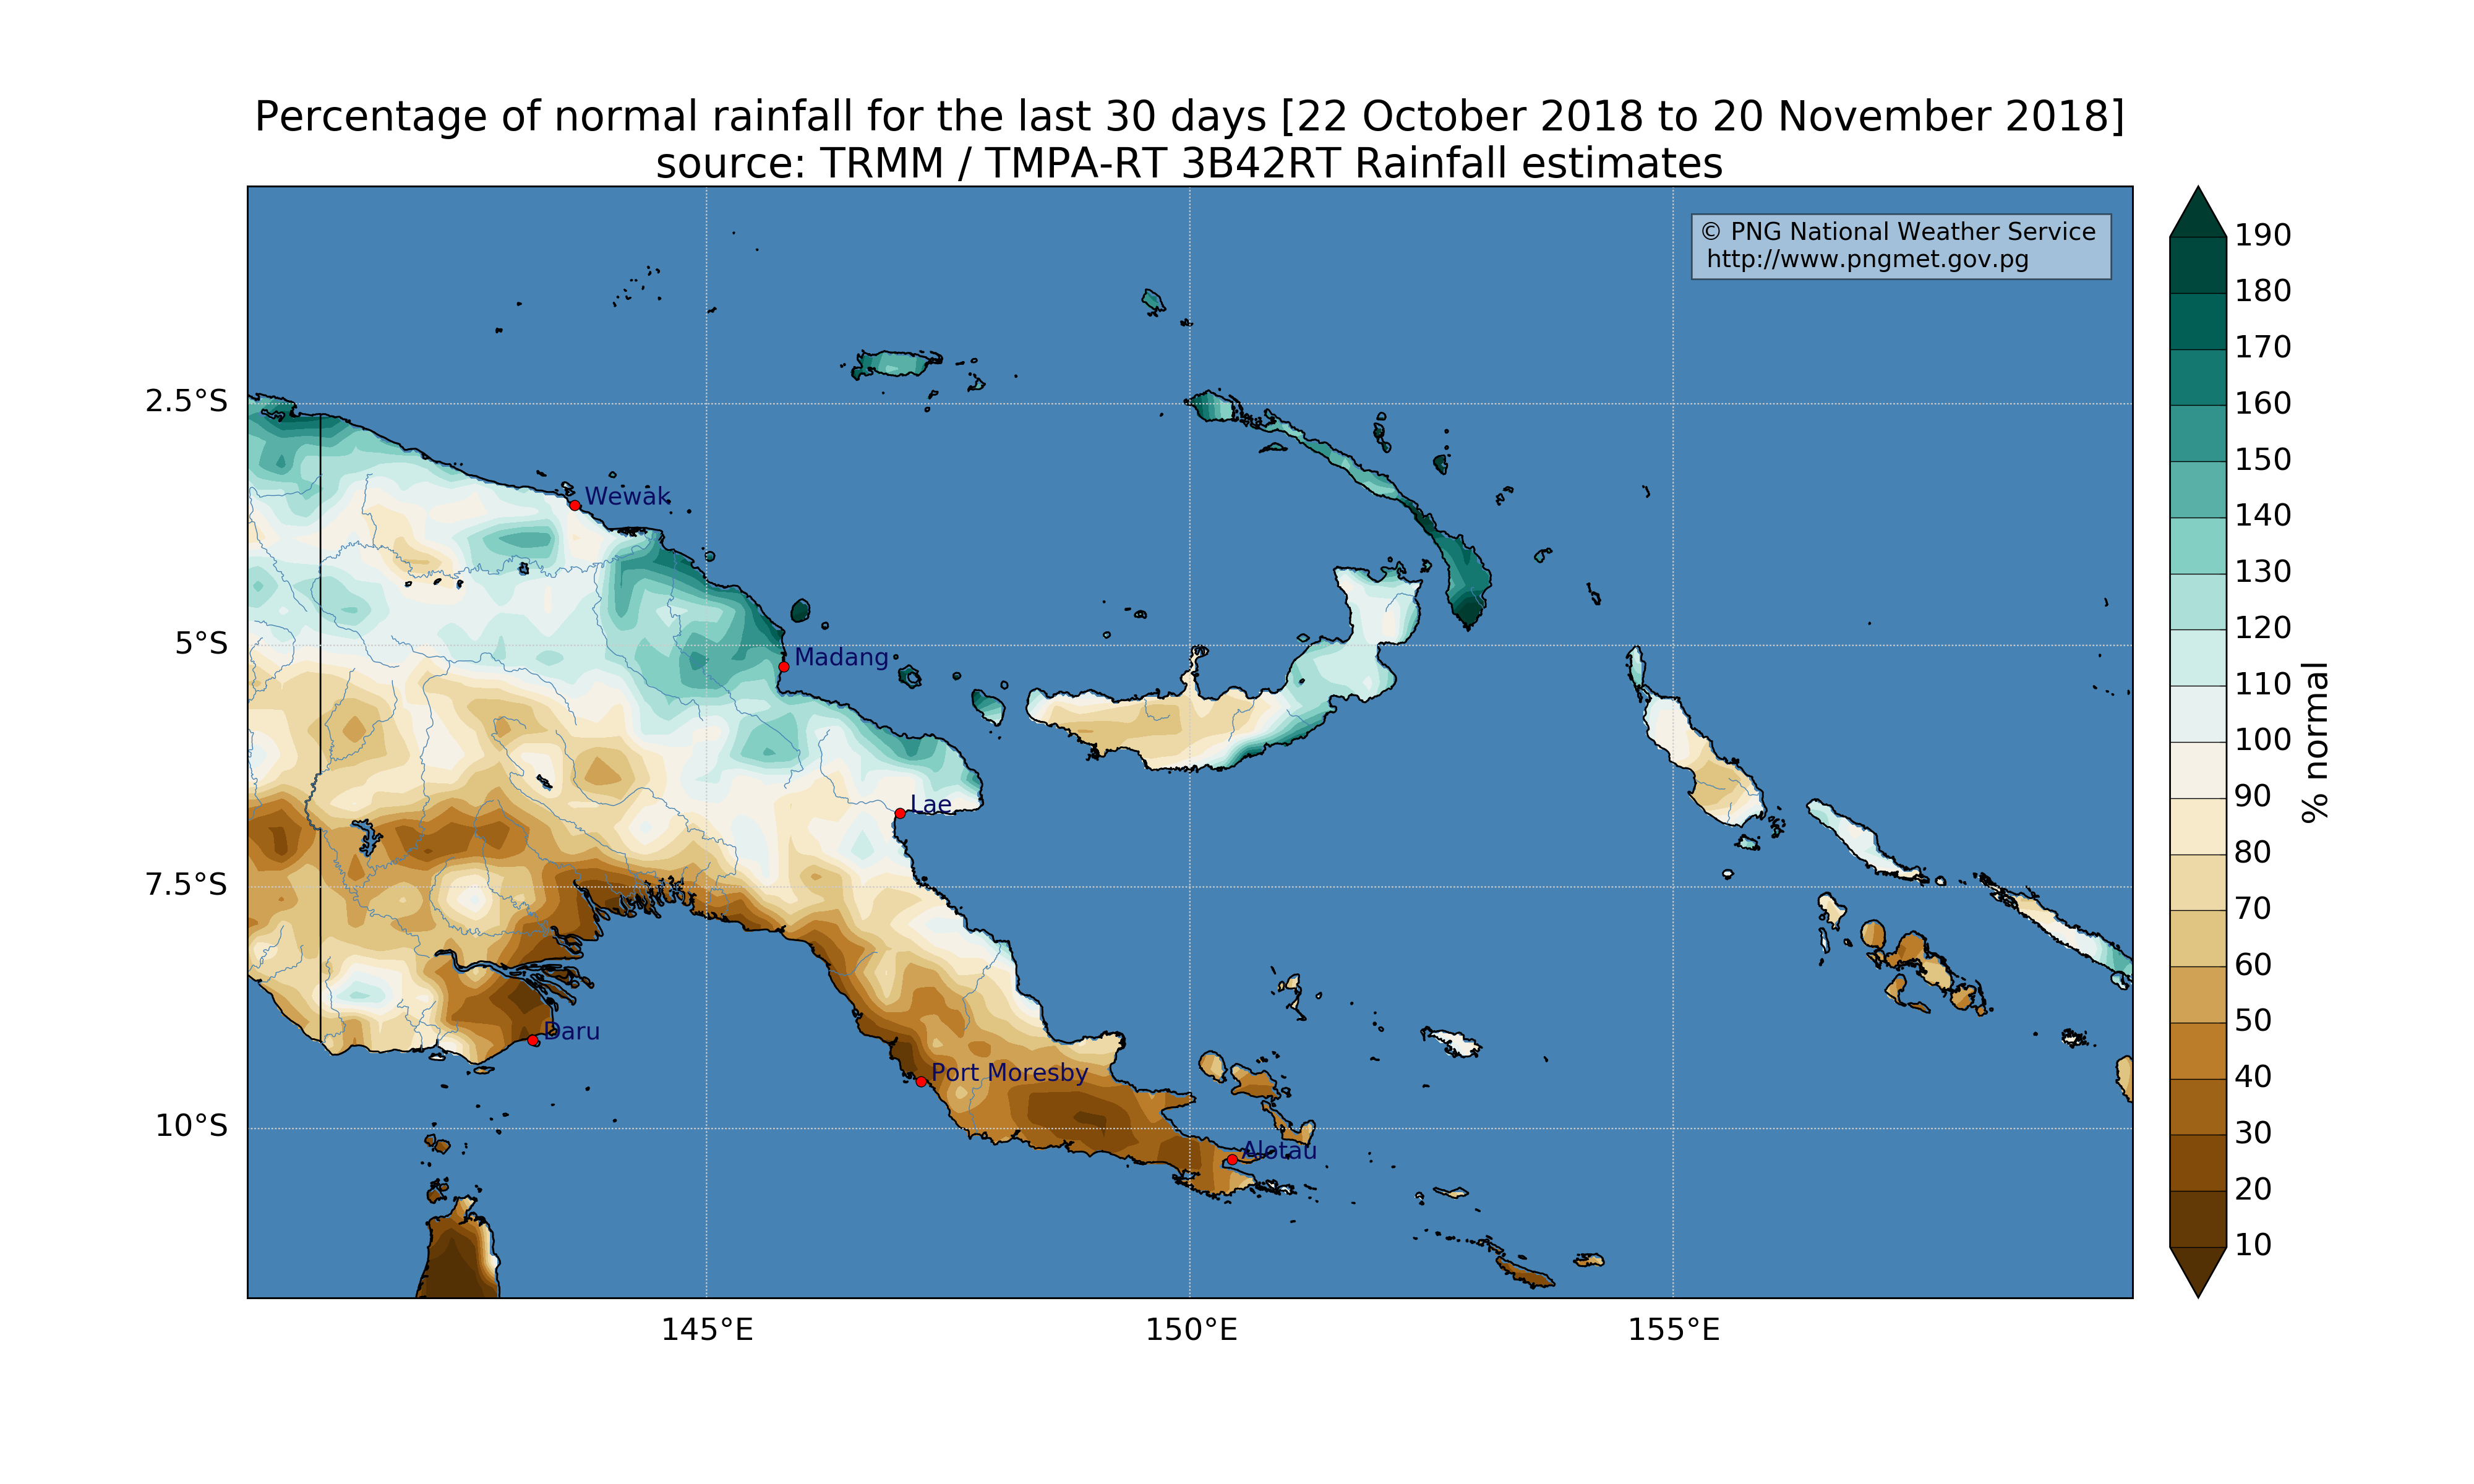 Percentage of normal rainfall for the last 30 days [22 October 2018 to 20 November 2018]
source: TRMM / TMPA-RT 3B42RT Rainfall estimates
© PNG National Weather Service
http://www.pngmet.gov.pg
190
180
170
160
150
140
130
120
110
100
90
80
70
60
50
40
30
20
10
% normal
2.5°S
5°S
7.5°S
10°S
Wewak
Madang
Lae
Daru
Port Moresby
Alotau
145°E
150°E
155°E